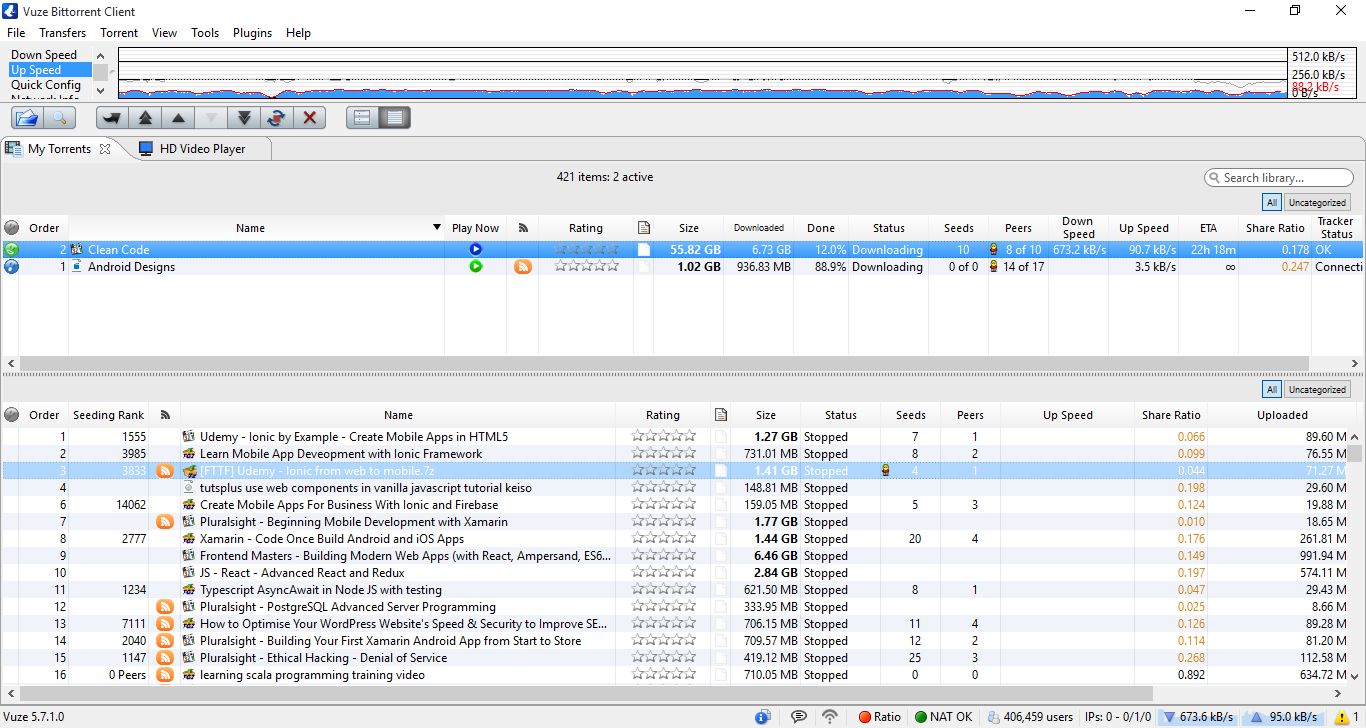 Vuze Bittorrent Client
File Transfers Torrent View Tools Plugins Help
Down Speed
Up Speed
Quick Config
512.0 kB/s
256.0 kB/s
0 B/s
My Torrents HD Video Player
421 items: 2 active
Search library...
All Uncategorized
Order Name Play Now Rating Size Downloaded Done Status Seeds Peers Down Speed Up Speed ETA Share Ratio Tracker Status
2 Clean Code 55.82 GB 6.73 GB 12.0% Downloading 10 8 of 10 673.2 kB/s 90.7 kB/s 22h 18m 0.178 OK
1 Android Designs 1.02 GB 936.83 MB 88.9% Downloading 0 of 0 14 of 17 3.5 kB/s ∞ 0.247 Connecti
All Uncategorized
Order Seeding Rank Name Rating Size Status Seeds Peers Up Speed Share Ratio Uploaded
1 1555 Udemy - Ionic by Example - Create Mobile Apps in HTML5 1.27 GB Stopped 7 1 0.066 89.60 M
2 3985 Learn Mobile App Deveopment with Ionic Framework 731.01 MB Stopped 8 2 0.099 76.55 M
3 3833 [FTTF] Udemy - Ionic from web to mobile.7z 1.41 GB Stopped 4 1 0.044 71.27 M
4 tutsplus use web components in vanilla javascript tutorial keiso 148.81 MB Stopped 0.198 29.60 M
6 14062 Create Mobile Apps For Business With Ionic and Firebase 159.05 MB Stopped 5 3 0.124 19.88 M
7 Pluralsight - Beginning Mobile Development with Xamarin 1.77 GB Stopped 0.010 18.65 M
8 2777 Xamarin - Code Once Build Android and iOS Apps 1.44 GB Stopped 20 4 0.176 261.81 M
9 Frontend Masters - Building Modern Web Apps (with React, Ampersand, ES6... 6.46 GB Stopped 0.149 991.94 M
10 JS - React - Advanced React and Redux 2.84 GB Stopped 0.197 574.11 M
11 1234 Typescript AsyncAwait in Node JS with testing 621.50 MB Stopped 8 1 0.047 29.43 M
12 Pluralsight - PostgreSQL Advanced Server Programming 333.95 MB Stopped 0.025 8.66 M
13 7111 How to Optimise Your WordPress Website's Speed & Security to Improve SE... 706.15 MB Stopped 11 4 0.126 89.28 M
14 2040 Pluralsight - Building Your First Xamarin Android App from Start to Store 709.57 MB Stopped 12 2 0.114 81.20 M
15 1147 Pluralsight - Ethical Hacking - Denial of Service 419.12 MB Stopped 25 3 0.268 112.58 M
16 0 Peers learning scala programming training video 710.05 MB Stopped 0 0 0.892 634.72 M
Vuze 5.7.1.0 Ratio NAT OK 406,459 users IPs: 0 - 0/1/0 673.6 kB/s 95.0 kB/s 1